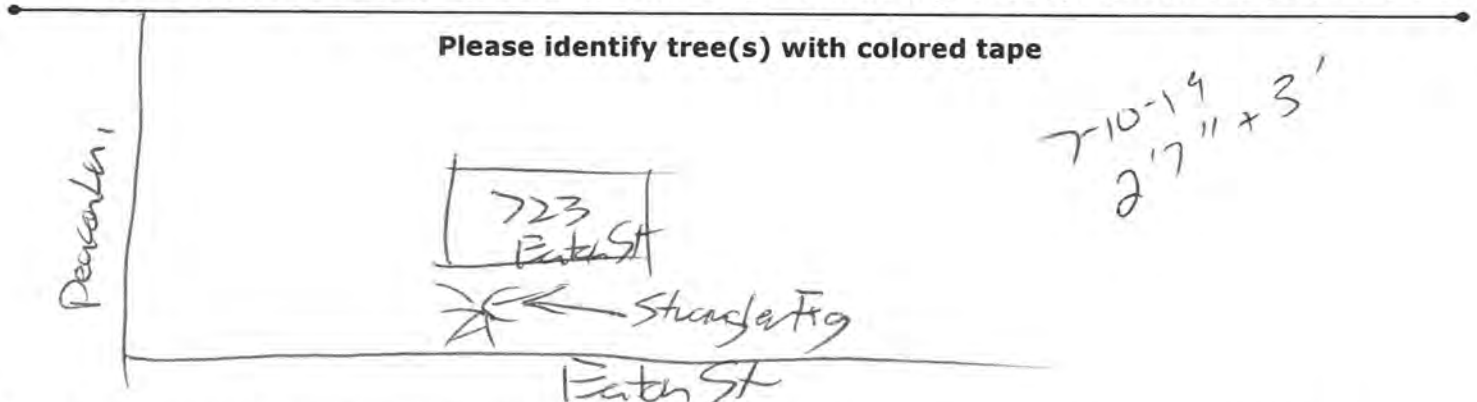 Please identify tree(s) with colored tape
7-10-14
2'7" + 3'
Deacon Ln,
723
Eaton St
Strangler Fig
Eaton St